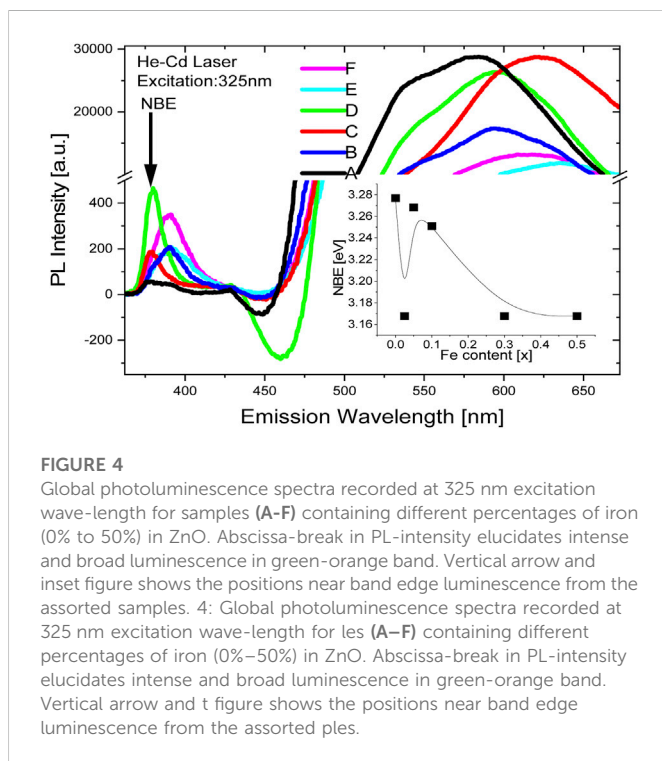 30000
20000
400
200
0
-200
PL Intensity [a.u.]
He-Cd Laser
Excitation:325nm
NBE
F
E
D
C
B
A
3.28
3.26
3.24
3.22
3.20
3.18
3.16
NBE [eV]
0.0 0.1 0.2 0.3 0.4 0.5
Fe content [x]
400 450 500 550 600 650
Emission Wavelength [nm]
FIGURE 4
Global photoluminescence spectra recorded at 325 nm excitation
wave-length for samples (A-F) containing different percentages of iron
(0% to 50%) in ZnO. Abscissa-break in PL-intensity elucidates intense
and broad luminescence in green-orange band. Vertical arrow and
inset figure shows the positions near band edge luminescence from the
assorted samples. 4: Global photoluminescence spectra recorded at
325 nm excitation wave-length for les (A–F) containing different
percentages of iron (0%–50%) in ZnO. Abscissa-break in PL-intensity
elucidates intense and broad luminescence in green-orange band.
Vertical arrow and t figure shows the positions near band edge
luminescence from the assorted ples.